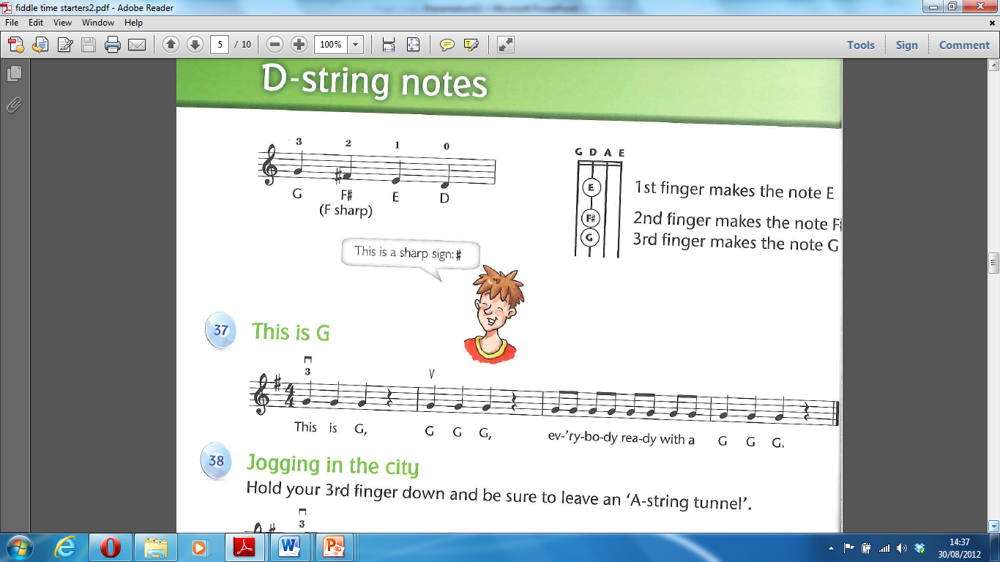 fiddle time starters2.pdf - Adobe Reader
File Edit View Window Help
5 / 10 100% Tools Sign Comment
D-string notes
3 2 1 0
G F♯ E D
(F sharp)
G D A E
E
F♯
G
1st finger makes the note E
2nd finger makes the note F♯
3rd finger makes the note G
This is a sharp sign: ♯
37 This is G
3 V
4
4
This is G, G G G, ev-'ry-bo-dy rea-dy with a G G G.
38 Jogging in the city
Hold your 3rd finger down and be sure to leave an 'A-string tunnel'.
3
14:37
30/08/2012